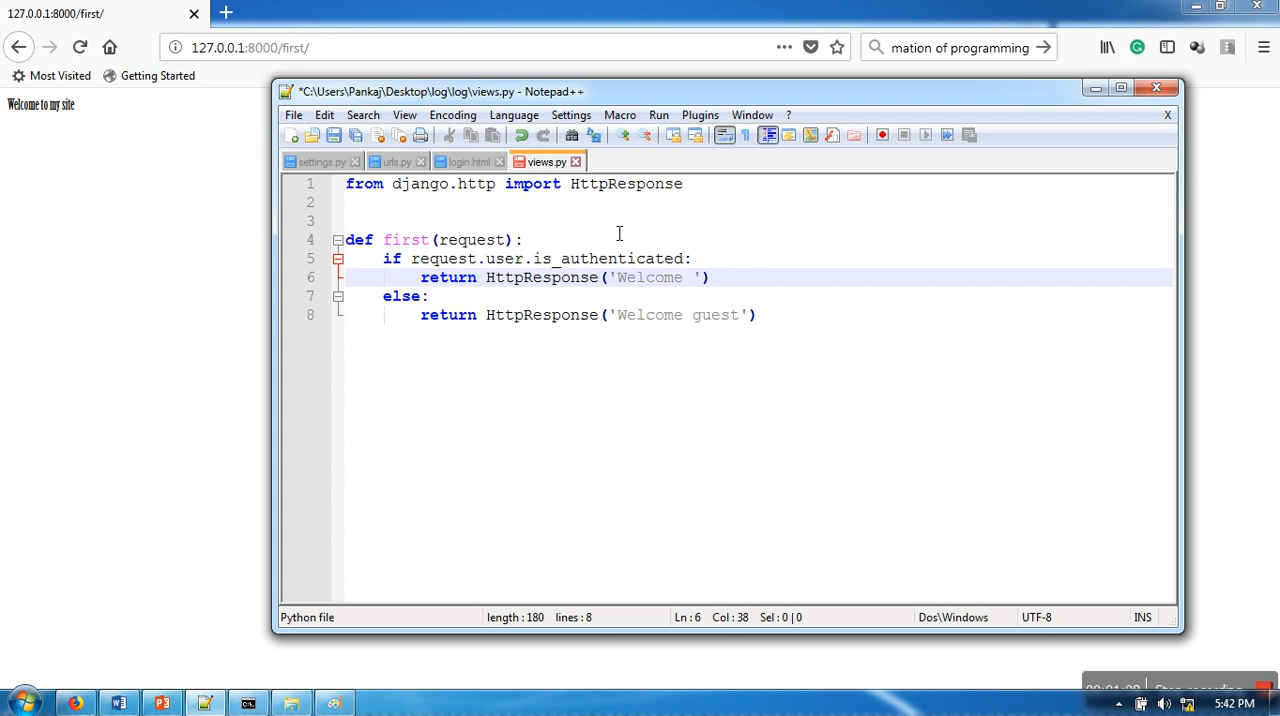 127.0.0.1:8000/first/
127.0.0.1:8000/first/
mation of programming
Most Visited
Getting Started
Welcome to my site
*C:\Users\Pankaj\Desktop\log\log\views.py - Notepad++
File Edit Search View Encoding Language Settings Macro Run Plugins Window ? X
settings.py urls.py login.html views.py
1 from django.http import HttpResponse
2
3
4 def first(request):
5 if request.user.is_authenticated:
6 return HttpResponse('Welcome ')
7 else:
8 return HttpResponse('Welcome guest')
Python file length : 180 lines : 8 Ln : 6 Col : 38 Sel : 0 | 0 Dos\Windows UTF-8 INS
Stop recording
5:42 PM